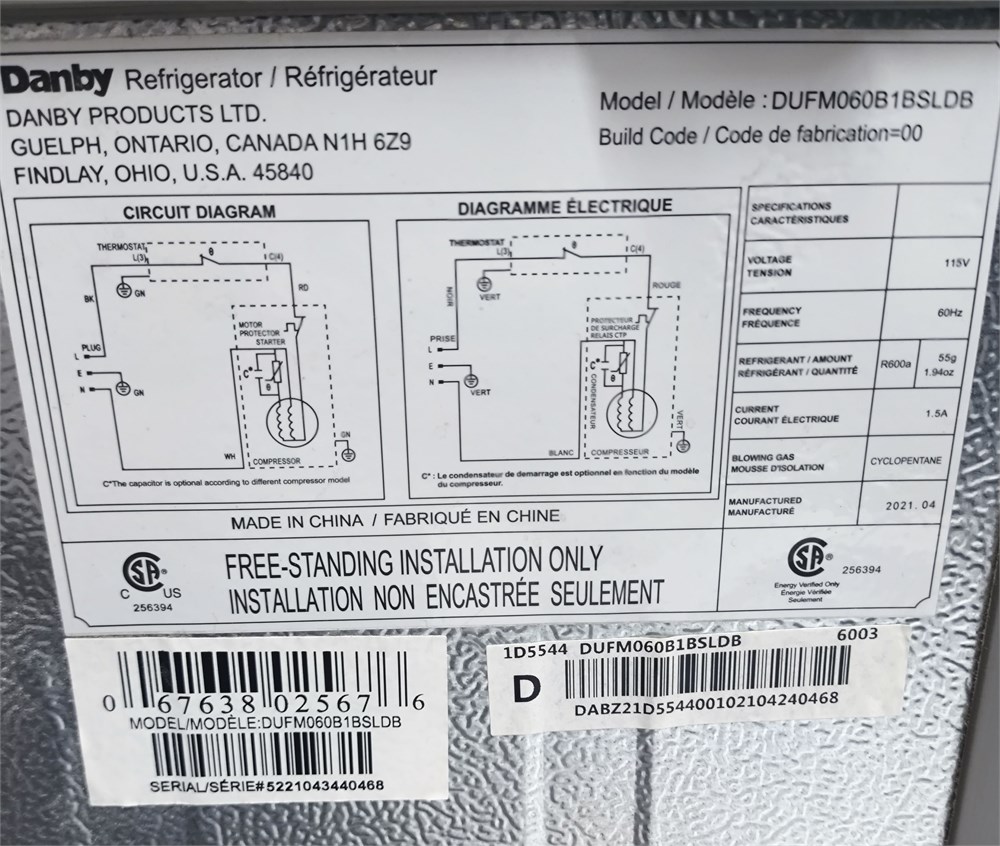 Danby Refrigerator / Réfrigérateur
DANBY PRODUCTS LTD.
GUELPH, ONTARIO, CANADA N1H 6Z9
FINDLAY, OHIO, U.S.A. 45840
Model / Modèle : DUFM060B1BSLDB
Build Code / Code de fabrication=00
CIRCUIT DIAGRAM
THERMOSTAT
L(3)
θ
C(4)
GN
BK
RD
MOTOR
PROTECTOR
STARTER
PLUG
L
E
N
GN
C*
θ
GN
WH
COMPRESSOR
C*The capacitor is optional according to different compressor model
DIAGRAMME ÉLECTRIQUE
THERMOSTAT
L(3)
θ
C(4)
VERT
NOIR
ROUGE
PROTECTEUR
DE SURCHARGE
RELAIS CTP
PRISE
L
E
N
VERT
C*
θ
CONDENSATEUR
VERT
BLANC
COMPRESSEUR
C* : Le condensateur de demarrage est optionnel en fonction du modèle
du compresseur.
SPECIFICATIONS
CARACTÉRISTIQUES
VOLTAGE
TENSION
115V
FREQUENCY
FRÉQUENCE
60Hz
REFRIGERANT / AMOUNT
RÉFRIGÉRANT / QUANTITÉ
R600a
55g
1.94oz
CURRENT
COURANT ÉLECTRIQUE
1.5A
BLOWING GAS
MOUSSE D'ISOLATION
CYCLOPENTANE
MANUFACTURED
MANUFACTURÉ
2021.04
MADE IN CHINA / FABRIQUÉ EN CHINE
SA ®
C US
256394
FREE-STANDING INSTALLATION ONLY
INSTALLATION NON ENCASTRÉE SEULEMENT
SA ®
256394
Energy Verified Only
Énergie Vérifiée
Seulement
0 67638 02567 6
MODEL/MODÈLE:DUFM060B1BSLDB
SERIAL/SÉRIE#5221043440468
1D5544 DUFM060B1BSLDB 6003
D
DABZ21D554400102104240468